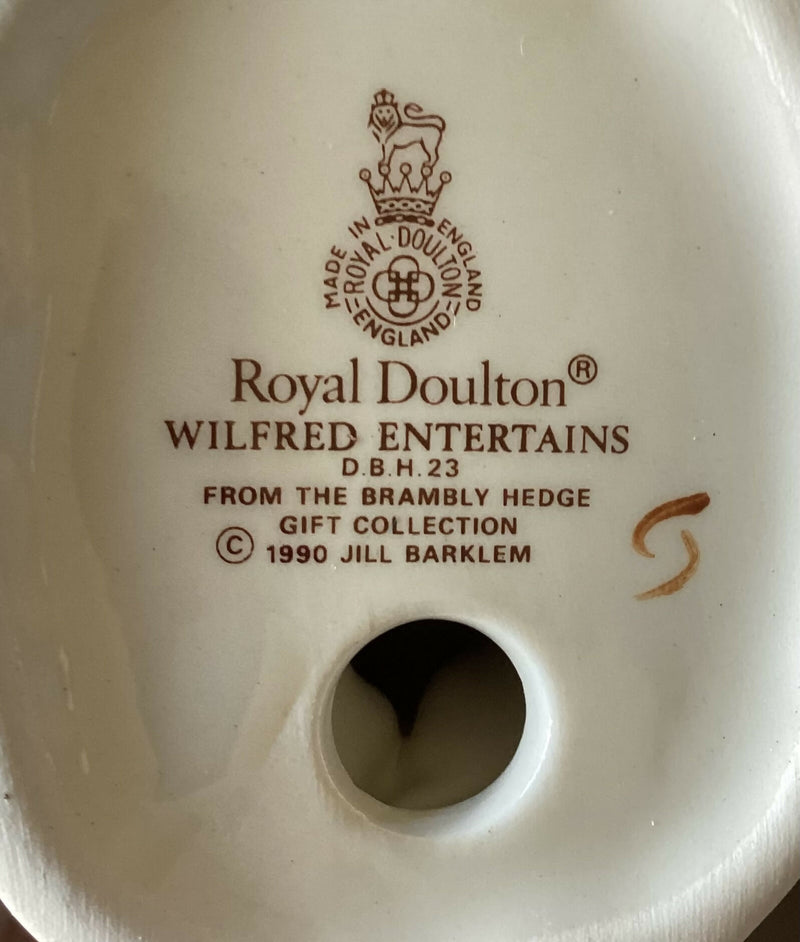 MADE IN ENGLAND
ROYAL·DOULTON
ENGLAND
Royal Doulton®
WILFRED ENTERTAINS
D.B.H.23
FROM THE BRAMBLY HEDGE
GIFT COLLECTION
© 1990 JILL BARKLEM